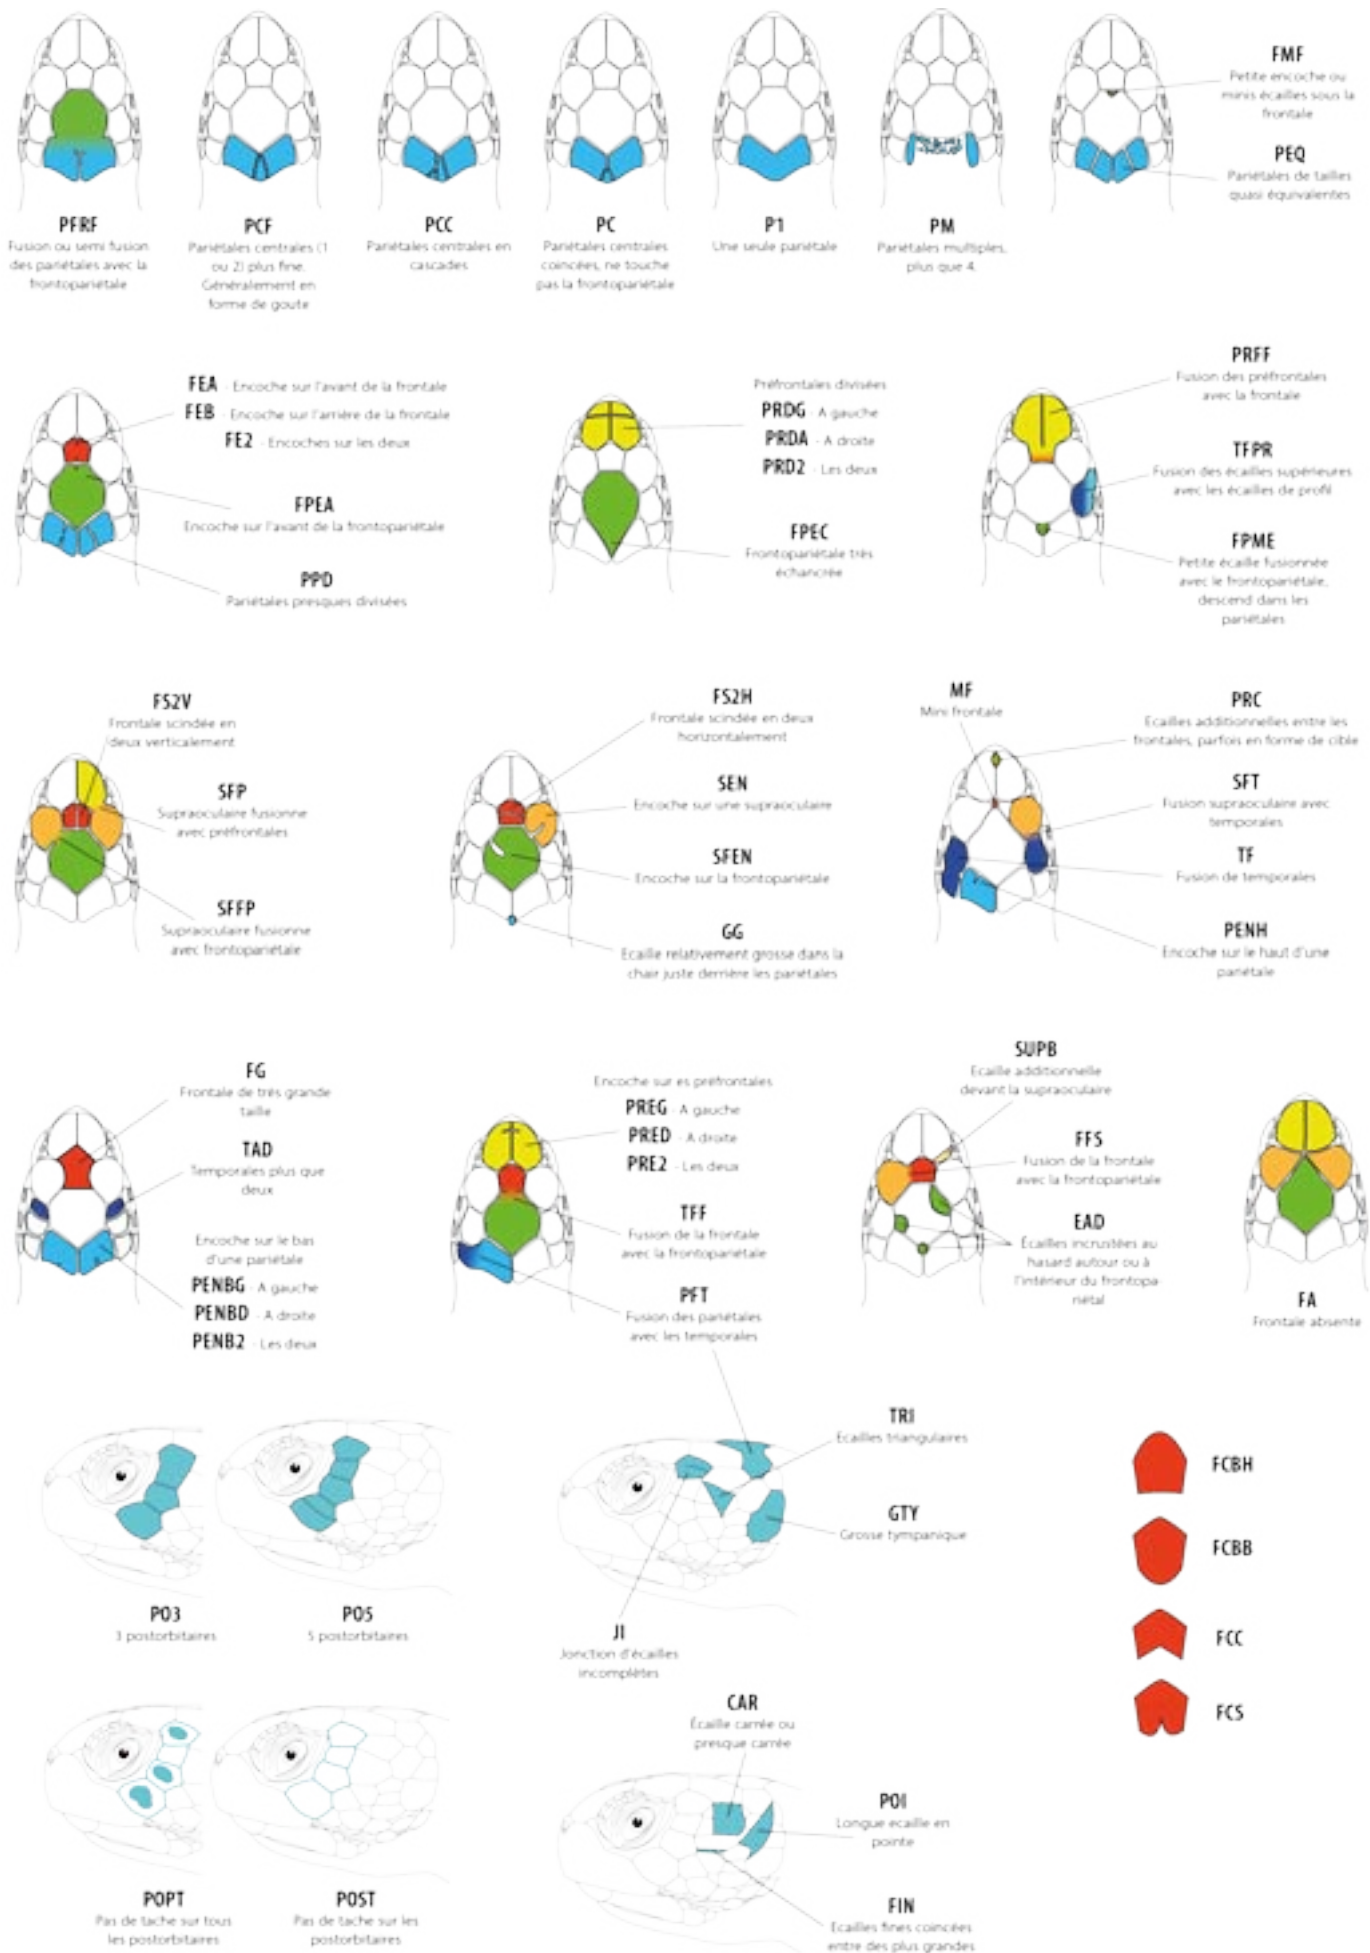 FMF
Petite encoche ou
minis écailles sous la
frontale
PEQ
Pariétales de tailles
quasi équivalentes
PFRF
Fusion ou semi fusion
des pariétales avec la
frontopariétale
PCF
Pariétales centrales (1
ou 2) plus fine.
Généralement en
forme de goute
PCC
Pariétales centrales en
cascades
PC
Pariétales centrales
coincées, ne touche
pas la frontopariétale
P1
Une seule pariétale
PM
Pariétales multiples,
plus que 4.
FEA - Encoche sur l'avant de la frontale
FEB - Encoche sur l'arrière de la frontale
FE2 - Encoches sur les deux
FPEA
Encoche sur l'avant de la frontopariétale
PPD
Pariétales presques divisées
Préfrontales divisées
PRDG - A gauche
PRDA - A droite
PRD2 - Les deux
FPEC
Frontopariétale très
échancrée
PRFF
Fusion des préfrontales
avec la frontale
TFPR
Fusion des écailles supérieures
avec les écailles de profil
FPME
Petite écaille fusionnée
avec le frontopariétale,
descend dans les
pariétales
FS2V
Frontale scindée en
deux verticalement
SFP
Supraoculaire fusionne
avec préfrontales
SFFP
Supraoculaire fusionne
avec frontopariétale
FS2H
Frontale scindée en deux
horizontalement
SEN
Encoche sur une supraoculaire
SFEN
Encoche sur la frontopariétale
GG
Ecaille relativement grosse dans la
chair juste derrière les pariétales
MF
Mini frontale
PRC
Ecailles additionnelles entre les
frontales, parfois en forme de cible
SFT
Fusion supraoculaire avec
temporales
TF
Fusion de temporales
PENH
Encoche sur le haut d'une
pariétale
FG
Frontale de très grande
taille
TAD
Temporales plus que
deux
Encoche sur le bas
d'une pariétale
PENBG - A gauche
PENBD - A droite
PENB2 - Les deux
Encoche sur es préfrontales
PREG - A gauche
PRED - A droite
PRE2 - Les deux
TFF
Fusion de la frontale
avec la frontopariétale
PFT
Fusion des pariétales
avec les temporales
SUPB
Ecaille additionnelle
devant la supraoculaire
FFS
Fusion de la frontale
avec la frontopariétale
EAD
Écailles incrustées au
hasard autour ou à
l'intérieur du frontopa-
riétal
FA
Frontale absente
PO3
3 postorbitaires
PO5
5 postorbitaires
TRI
Ecailles triangulaires
GTY
Grosse tympanique
JI
Jonction d'écailles
incomplètes
FCBH
FCBB
FCC
FCS
POPT
Pas de tache sur tous
les postorbitaires
POST
Pas de tache sur les
postorbitaires
CAR
Écaille carrée ou
presque carrée
POI
Longue ecaille en
pointe
FIN
Ecailles fines coincées
entre des plus grandes